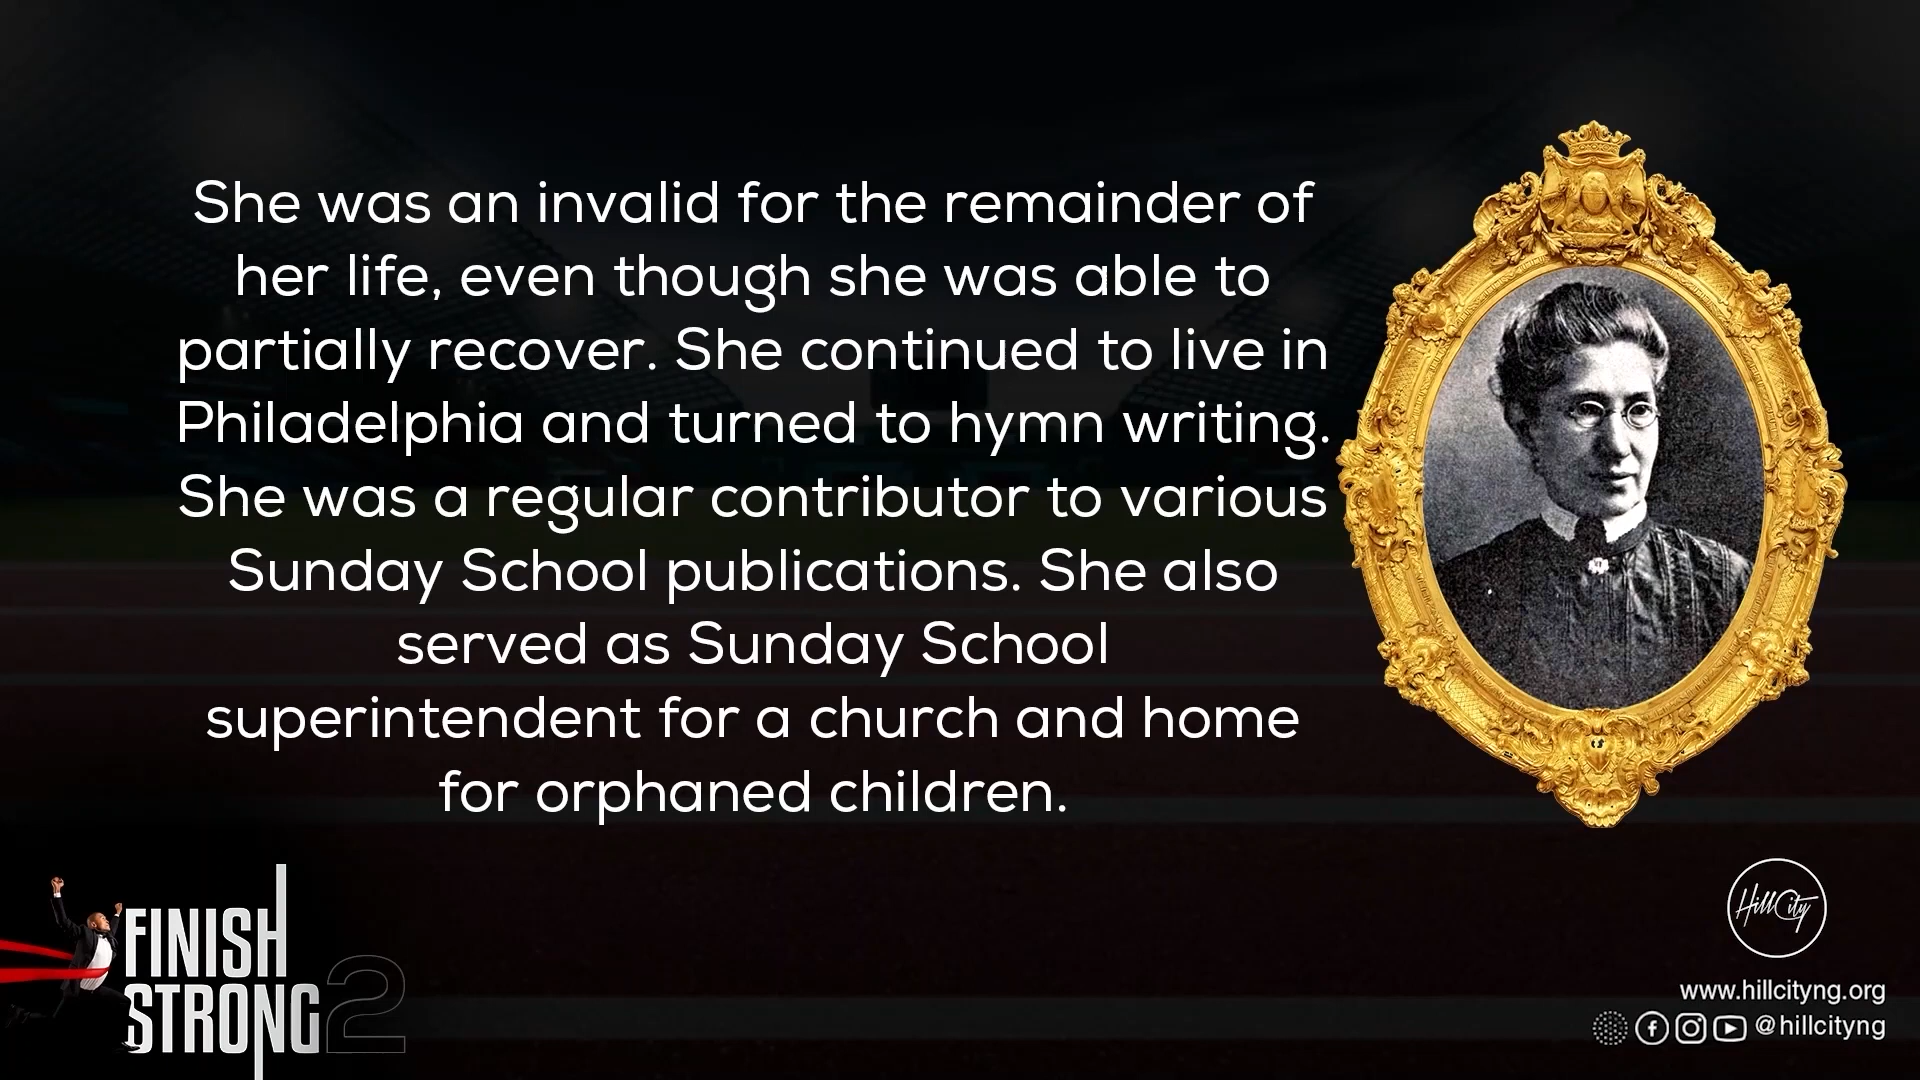 She was an invalid for the remainder of
her life, even though she was able to
partially recover. She continued to live in
Philadelphia and turned to hymn writing.
She was a regular contributor to various
Sunday School publications. She also
served as Sunday School
superintendent for a church and home
for orphaned children.
FINISH
STRONG 2
HillCity
www.hillcityng.org
@hillcityng